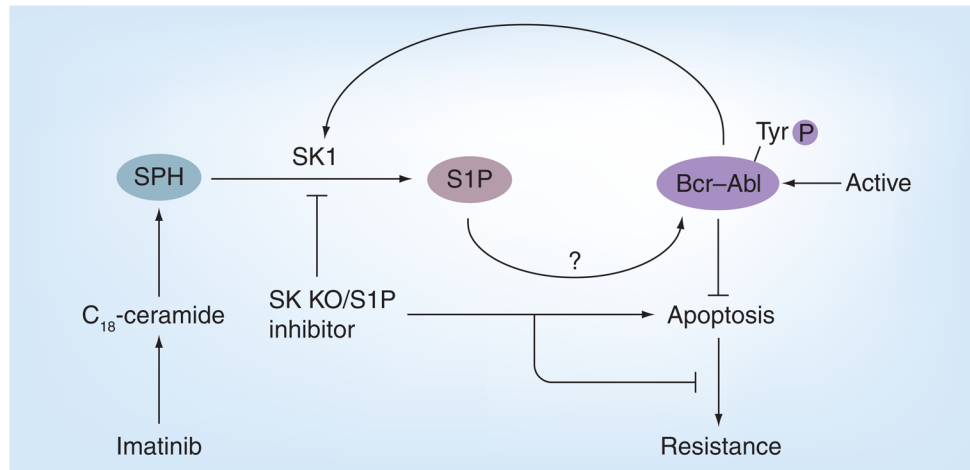 Tyr P
SK1
SPH
S1P
Bcr–Abl
Active
?
SK KO/S1P
inhibitor
C18-ceramide
Apoptosis
Imatinib
Resistance